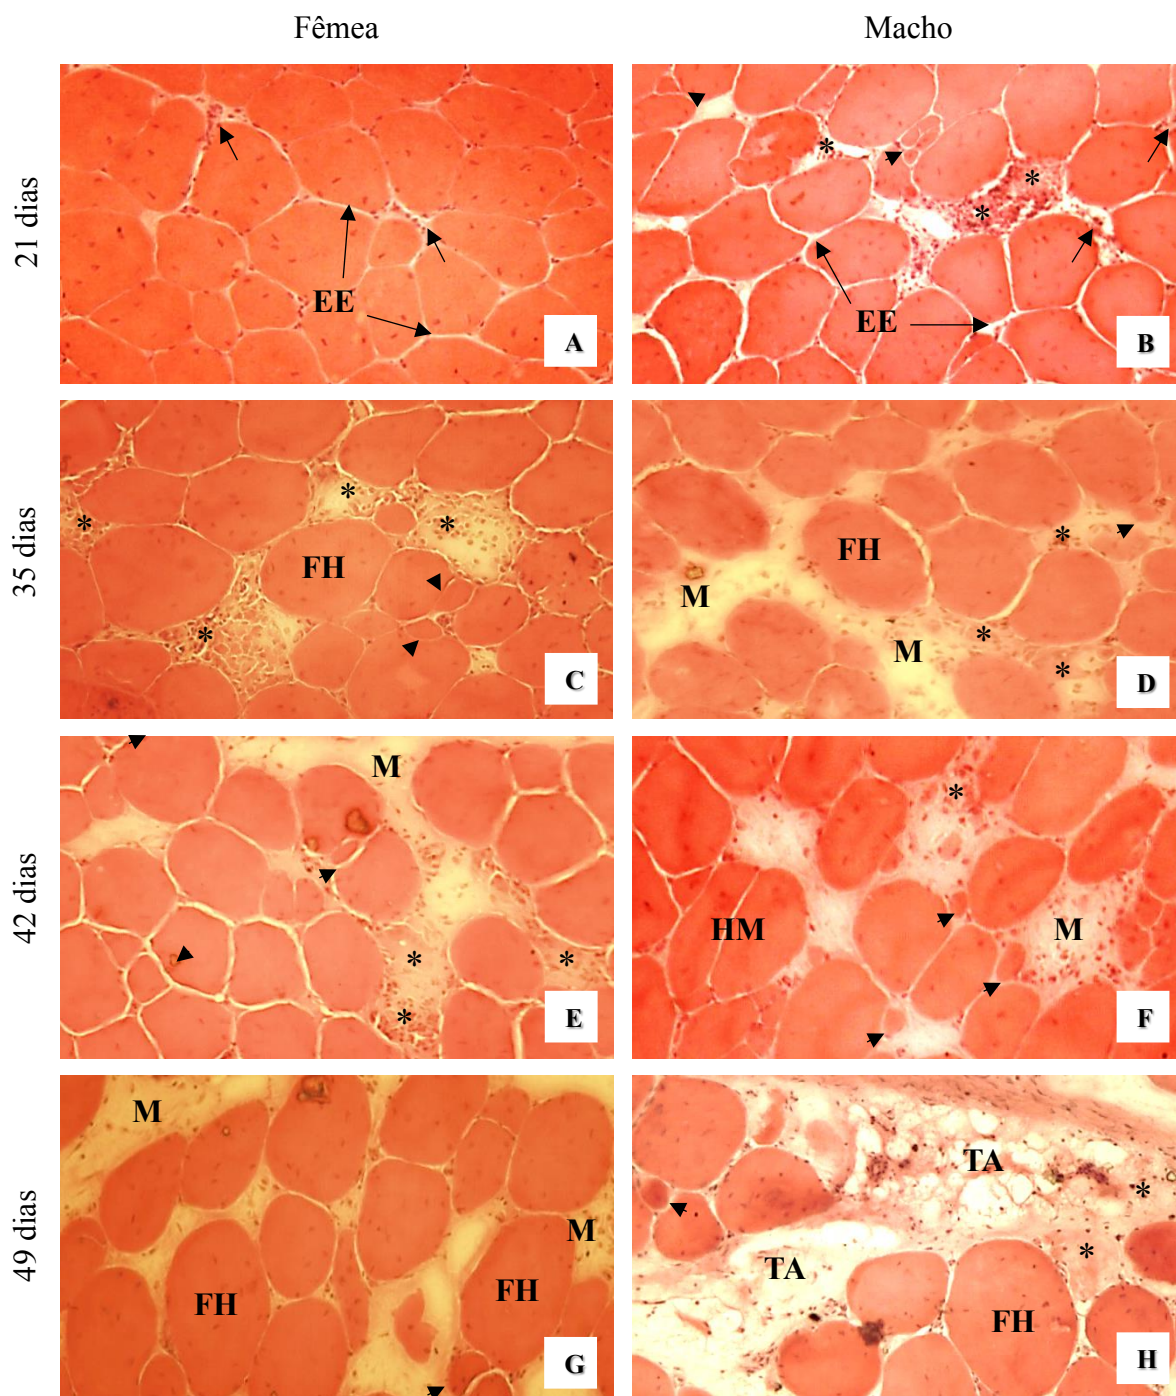 Fêmea Macho
21 dias
* * *
EE EE
A B
35 dias
* * *
FH FH
M
* M
C D
42 dias
M *
HM M
* * *
E F
49 dias
M TA *
M TA *
FH FH FH
G H